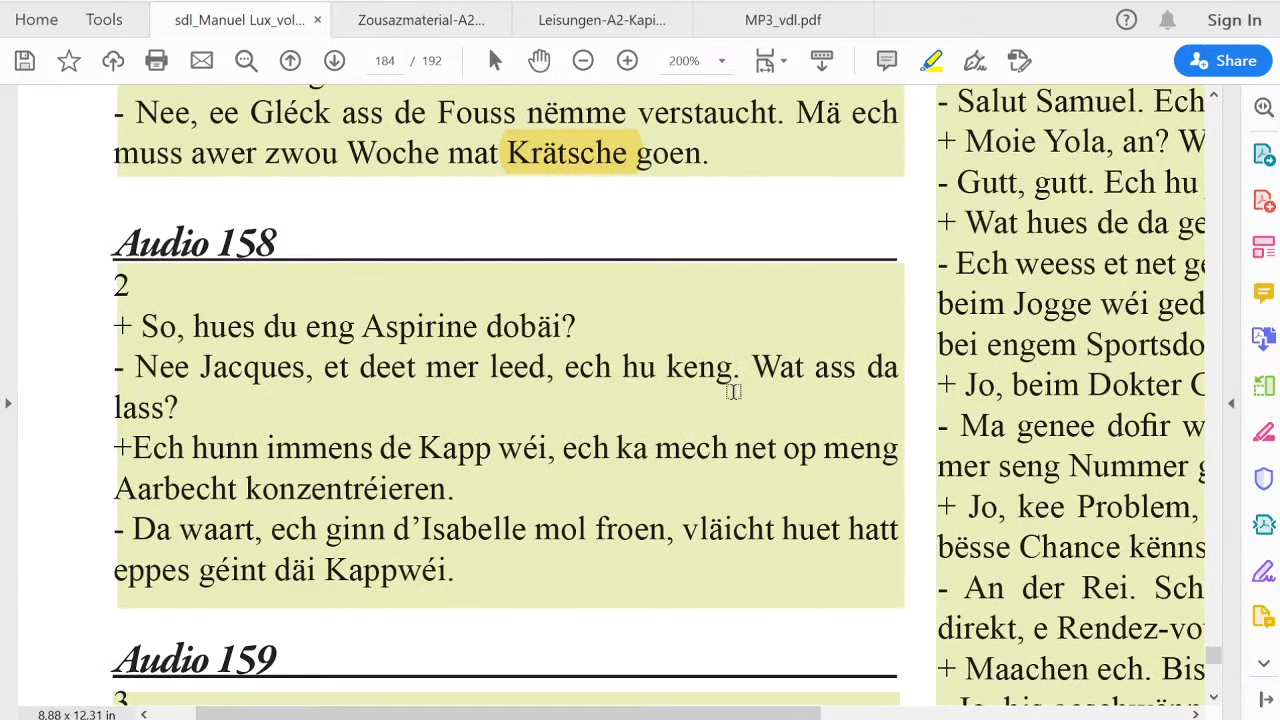 Home
Tools
sdl_Manuel Lux_vol... ×
Zousazmaterial-A2...
Leisungen-A2-Kapi...
MP3_vdl.pdf
Sign In
184 / 192
200%
Share
- Nee, ee Gléck ass de Fouss nëmme verstaucht. Mä ech
muss awer zwou Woche mat Krätsche goen.
Audio 158
2
+ So, hues du eng Aspirine dobäi?
- Nee Jacques, et deet mer leed, ech hu keng. Wat ass da
lass?
+Ech hunn immens de Kapp wéi, ech ka mech net op meng
Aarbecht konzentréieren.
- Da waart, ech ginn d’Isabelle mol froen, vläicht huet hatt
eppes géint däi Kappwéi.
Audio 159
3
- Salut Samuel. Ech
+ Moie Yola, an? W
- Gutt, gutt. Ech hu
+ Wat hues de da ge
- Ech weess et net ge
beim Jogge wéi ged
bei engem Sportsdo
+ Jo, beim Dokter C
- Ma genee dofir w
mer seng Nummer g
+ Jo, kee Problem,
bësse Chance kënns
- An der Rei. Sch
direkt, e Rendez-vo
+ Maachen ech. Bis
8.88 x 12.31 in